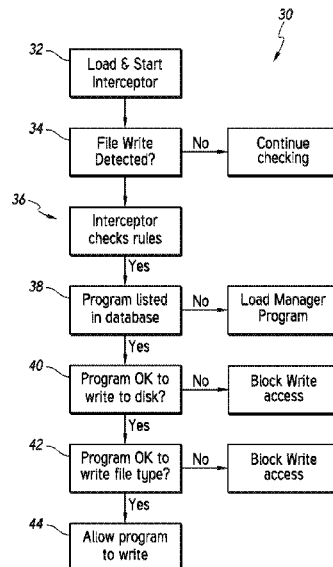 30
32
Load & Start
Interceptor
34
File Write
Detected?
No
Continue
checking
36
Interceptor
checks rules
Yes
38
Program listed
in database
No
Load Manager
Program
Yes
40
Program OK to
write to disk?
No
Block Write
access
Yes
42
Program OK to
write file type?
No
Block Write
access
Yes
44
Allow program
to write